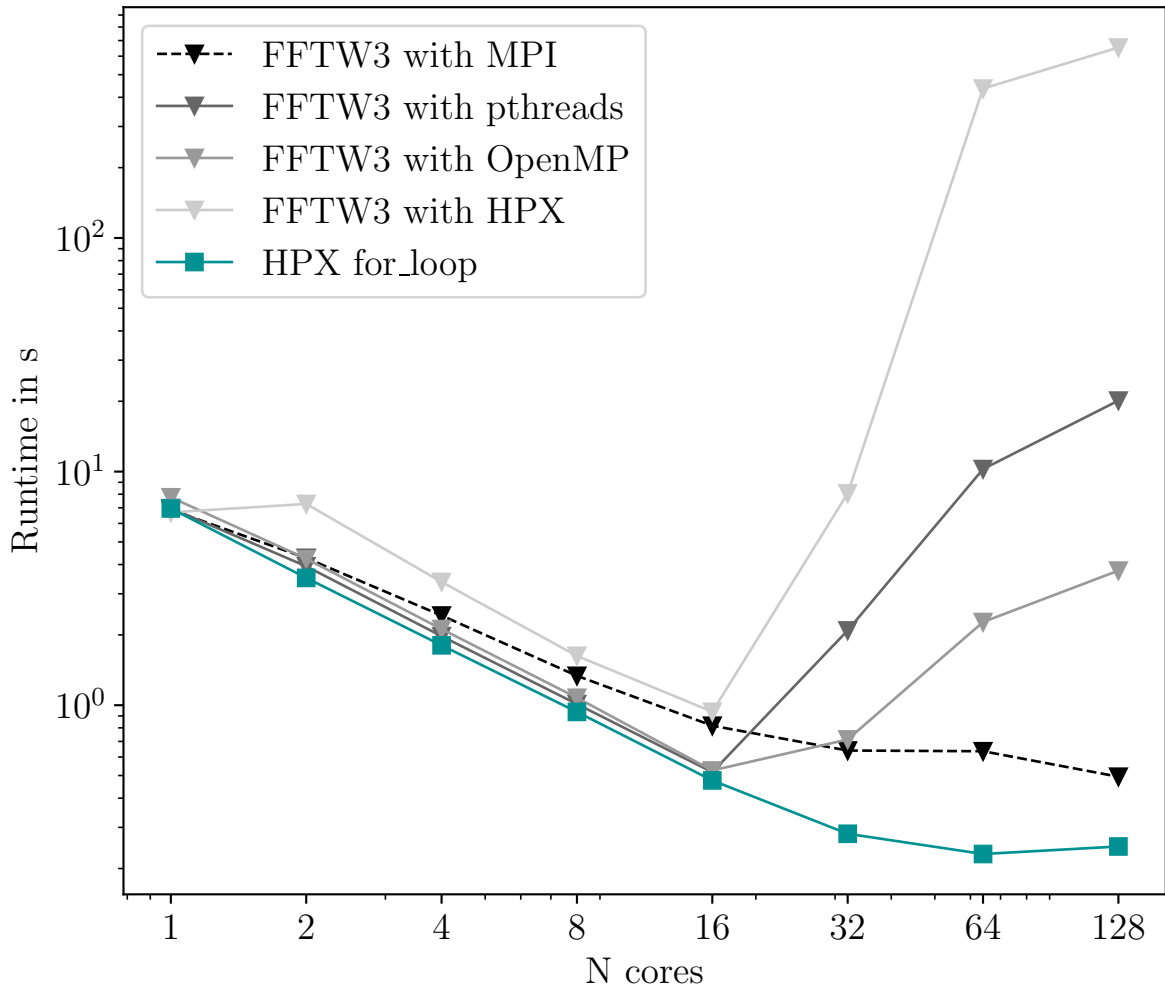 FFTW3 with MPI
FFTW3 with pthreads
FFTW3 with OpenMP
FFTW3 with HPX
HPX for_loop
10²
10¹
10⁰
Runtime in s
1 2 4 8 16 32 64 128
N cores